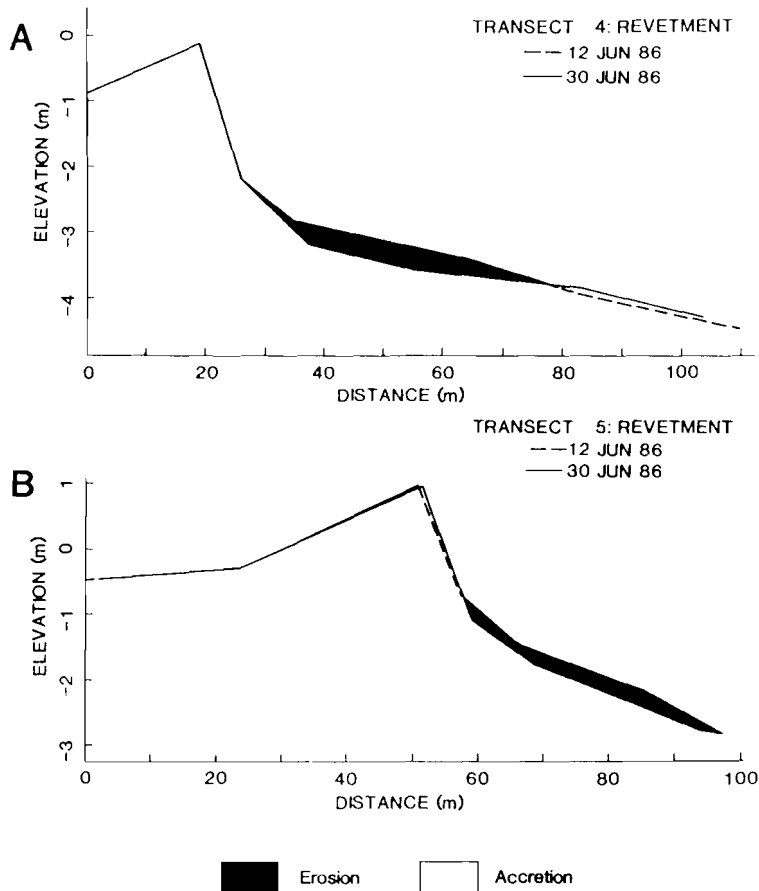 A
TRANSECT 4: REVETMENT
12 JUN 86
30 JUN 86
0
-1
-2
-3
-4
ELEVATION (m)
0 20 40 60 80 100
DISTANCE (m)
B
TRANSECT 5: REVETMENT
12 JUN 86
30 JUN 86
1
0
-1
-2
-3
ELEVATION (m)
0 20 40 60 80 100
DISTANCE (m)
Erosion Accretion